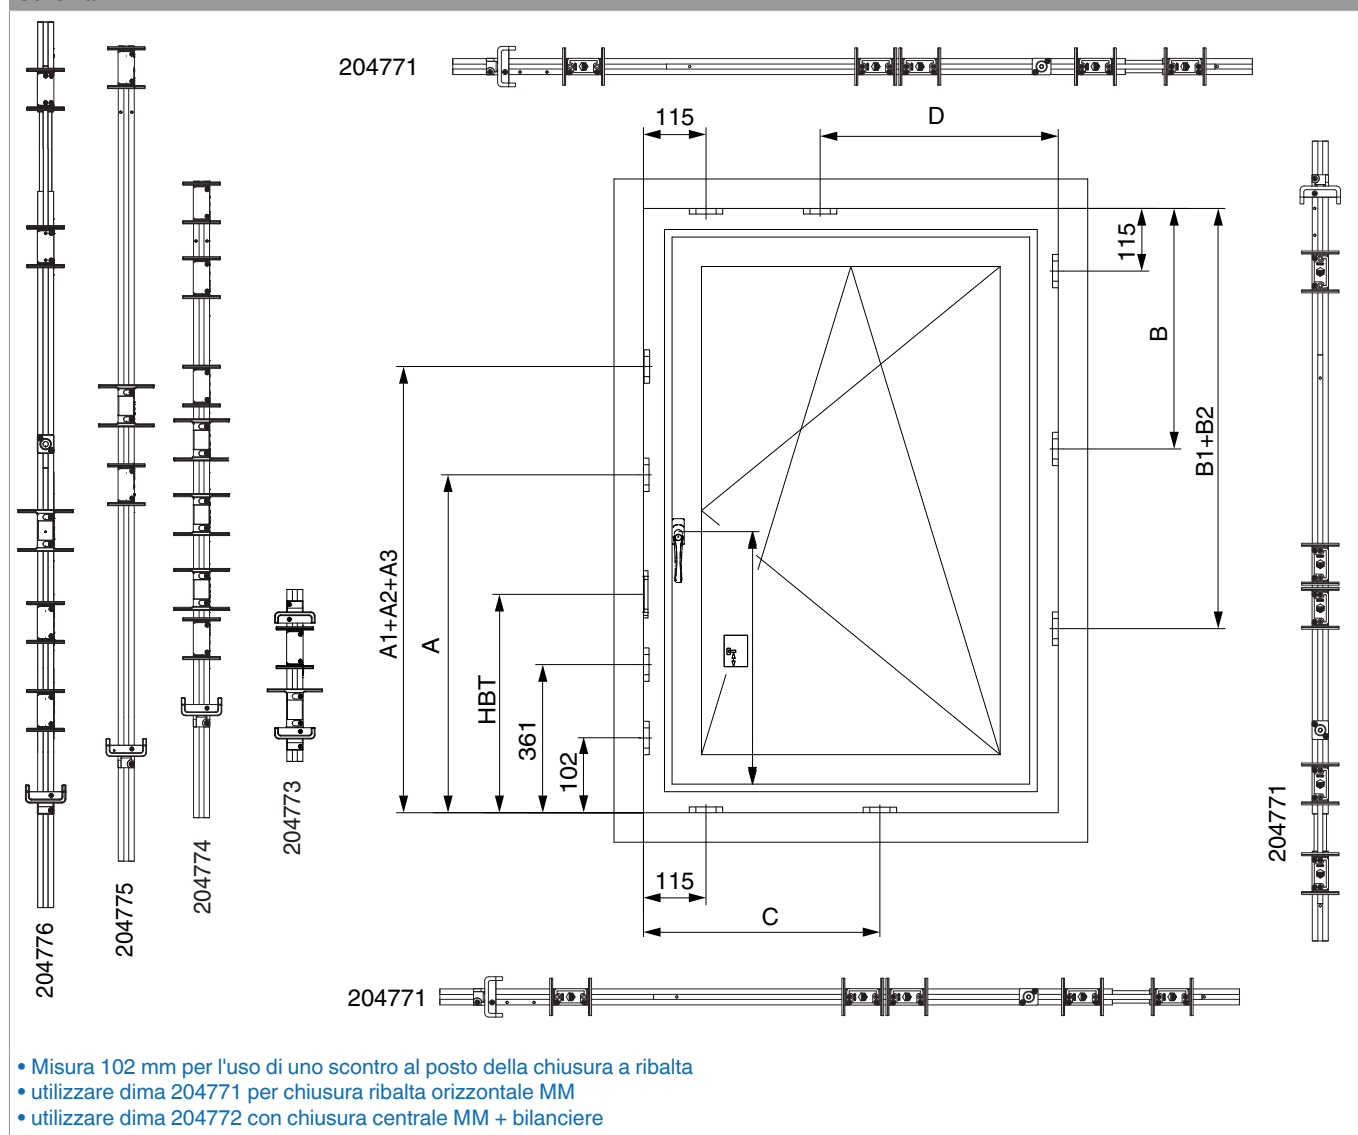 204771
115
D
115
B
B1+B2
A1+A2+A3
A
HBT
361
102
115
C
204776
204775
204774
204773
204771
204771
• Misura 102 mm per l'uso di uno scontro al posto della chiusura a ribalta
• utilizzare dima 204771 per chiusura ribalta orizzontale MM
• utilizzare dima 204772 con chiusura centrale MM + bilanciere